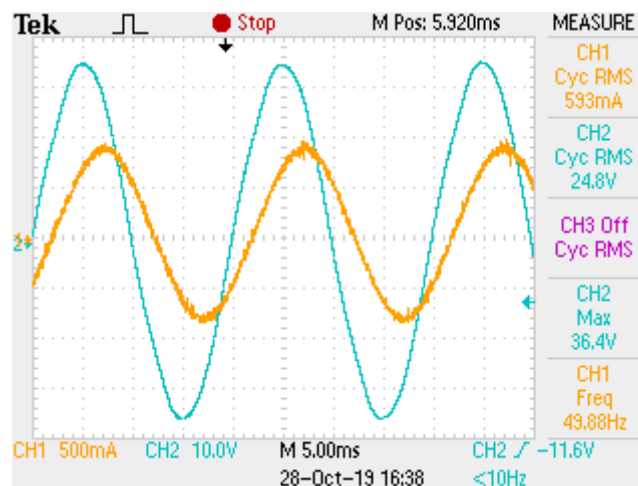 Tek Stop M Pos: 5.920ms MEASURE
CH1
Cyc RMS
593mA
CH2
Cyc RMS
24.8V
CH3 Off
Cyc RMS
CH2
Max
36.4V
CH1
Freq
49.88Hz
2
CH1 500mA CH2 10.0V M 5.00ms CH2 / -11.6V
28-Oct-19 16:38 <10Hz